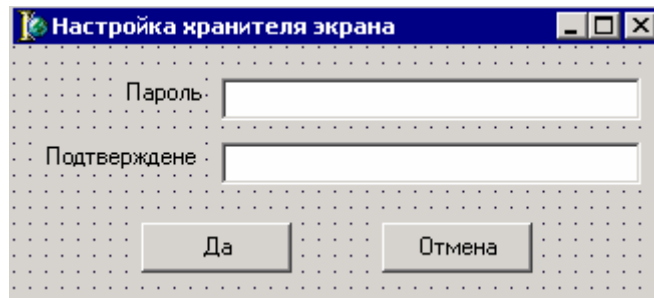 Настройка хранителя экрана
Пароль
Подтверждене
Да Отмена